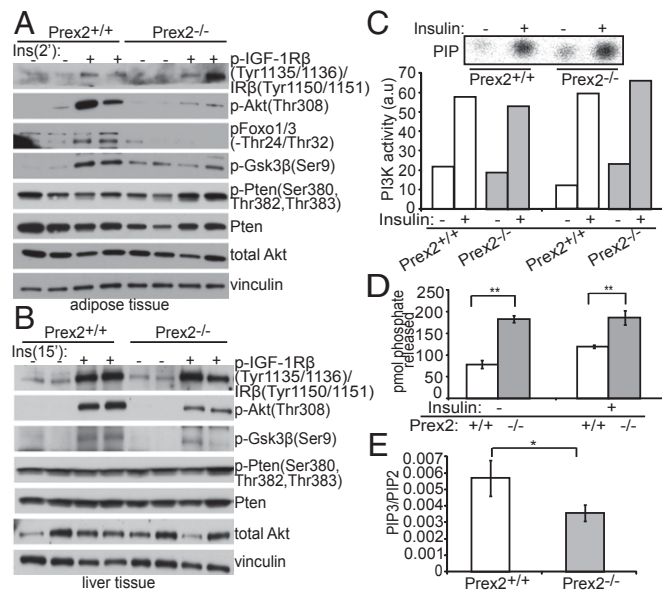 A
Prex2+/+ Prex2-/-
Ins(2'): - - + + - - + +
p-IGF-1Rβ
(Tyr1135/1136)/
IRβ(Tyr1150/1151)
p-Akt(Thr308)
pFoxo1/3
(-Thr24/Thr32)
p-Gsk3β(Ser9)
p-Pten(Ser380,
Thr382,Thr383)
Pten
total Akt
vinculin
adipose tissue
B
Prex2+/+ Prex2-/-
Ins(15'): - - + + - - + +
p-IGF-1Rβ
(Tyr1135/1136)/
IRβ(Tyr1150/1151)
p-Akt(Thr308)
p-Gsk3β(Ser9)
p-Pten(Ser380,
Thr382,Thr383)
Pten
total Akt
vinculin
liver tissue
C
Insulin: - + - +
PIP
Prex2+/+ Prex2-/-
PI3K activity (a.u)
70
60
50
40
30
20
10
0
Insulin: - + - + - + - +
Prex2+/+ Prex2-/- Prex2+/+ Prex2-/-
D
pmol phosphate
released
250
200
150
100
50
0
** **
Insulin: - +
Prex2: +/+ -/- +/+ -/-
E
PIP3/PIP2
0.007
0.006
0.005
0.004
0.003
0.002
0.001
0
*
Prex2+/+ Prex2-/-